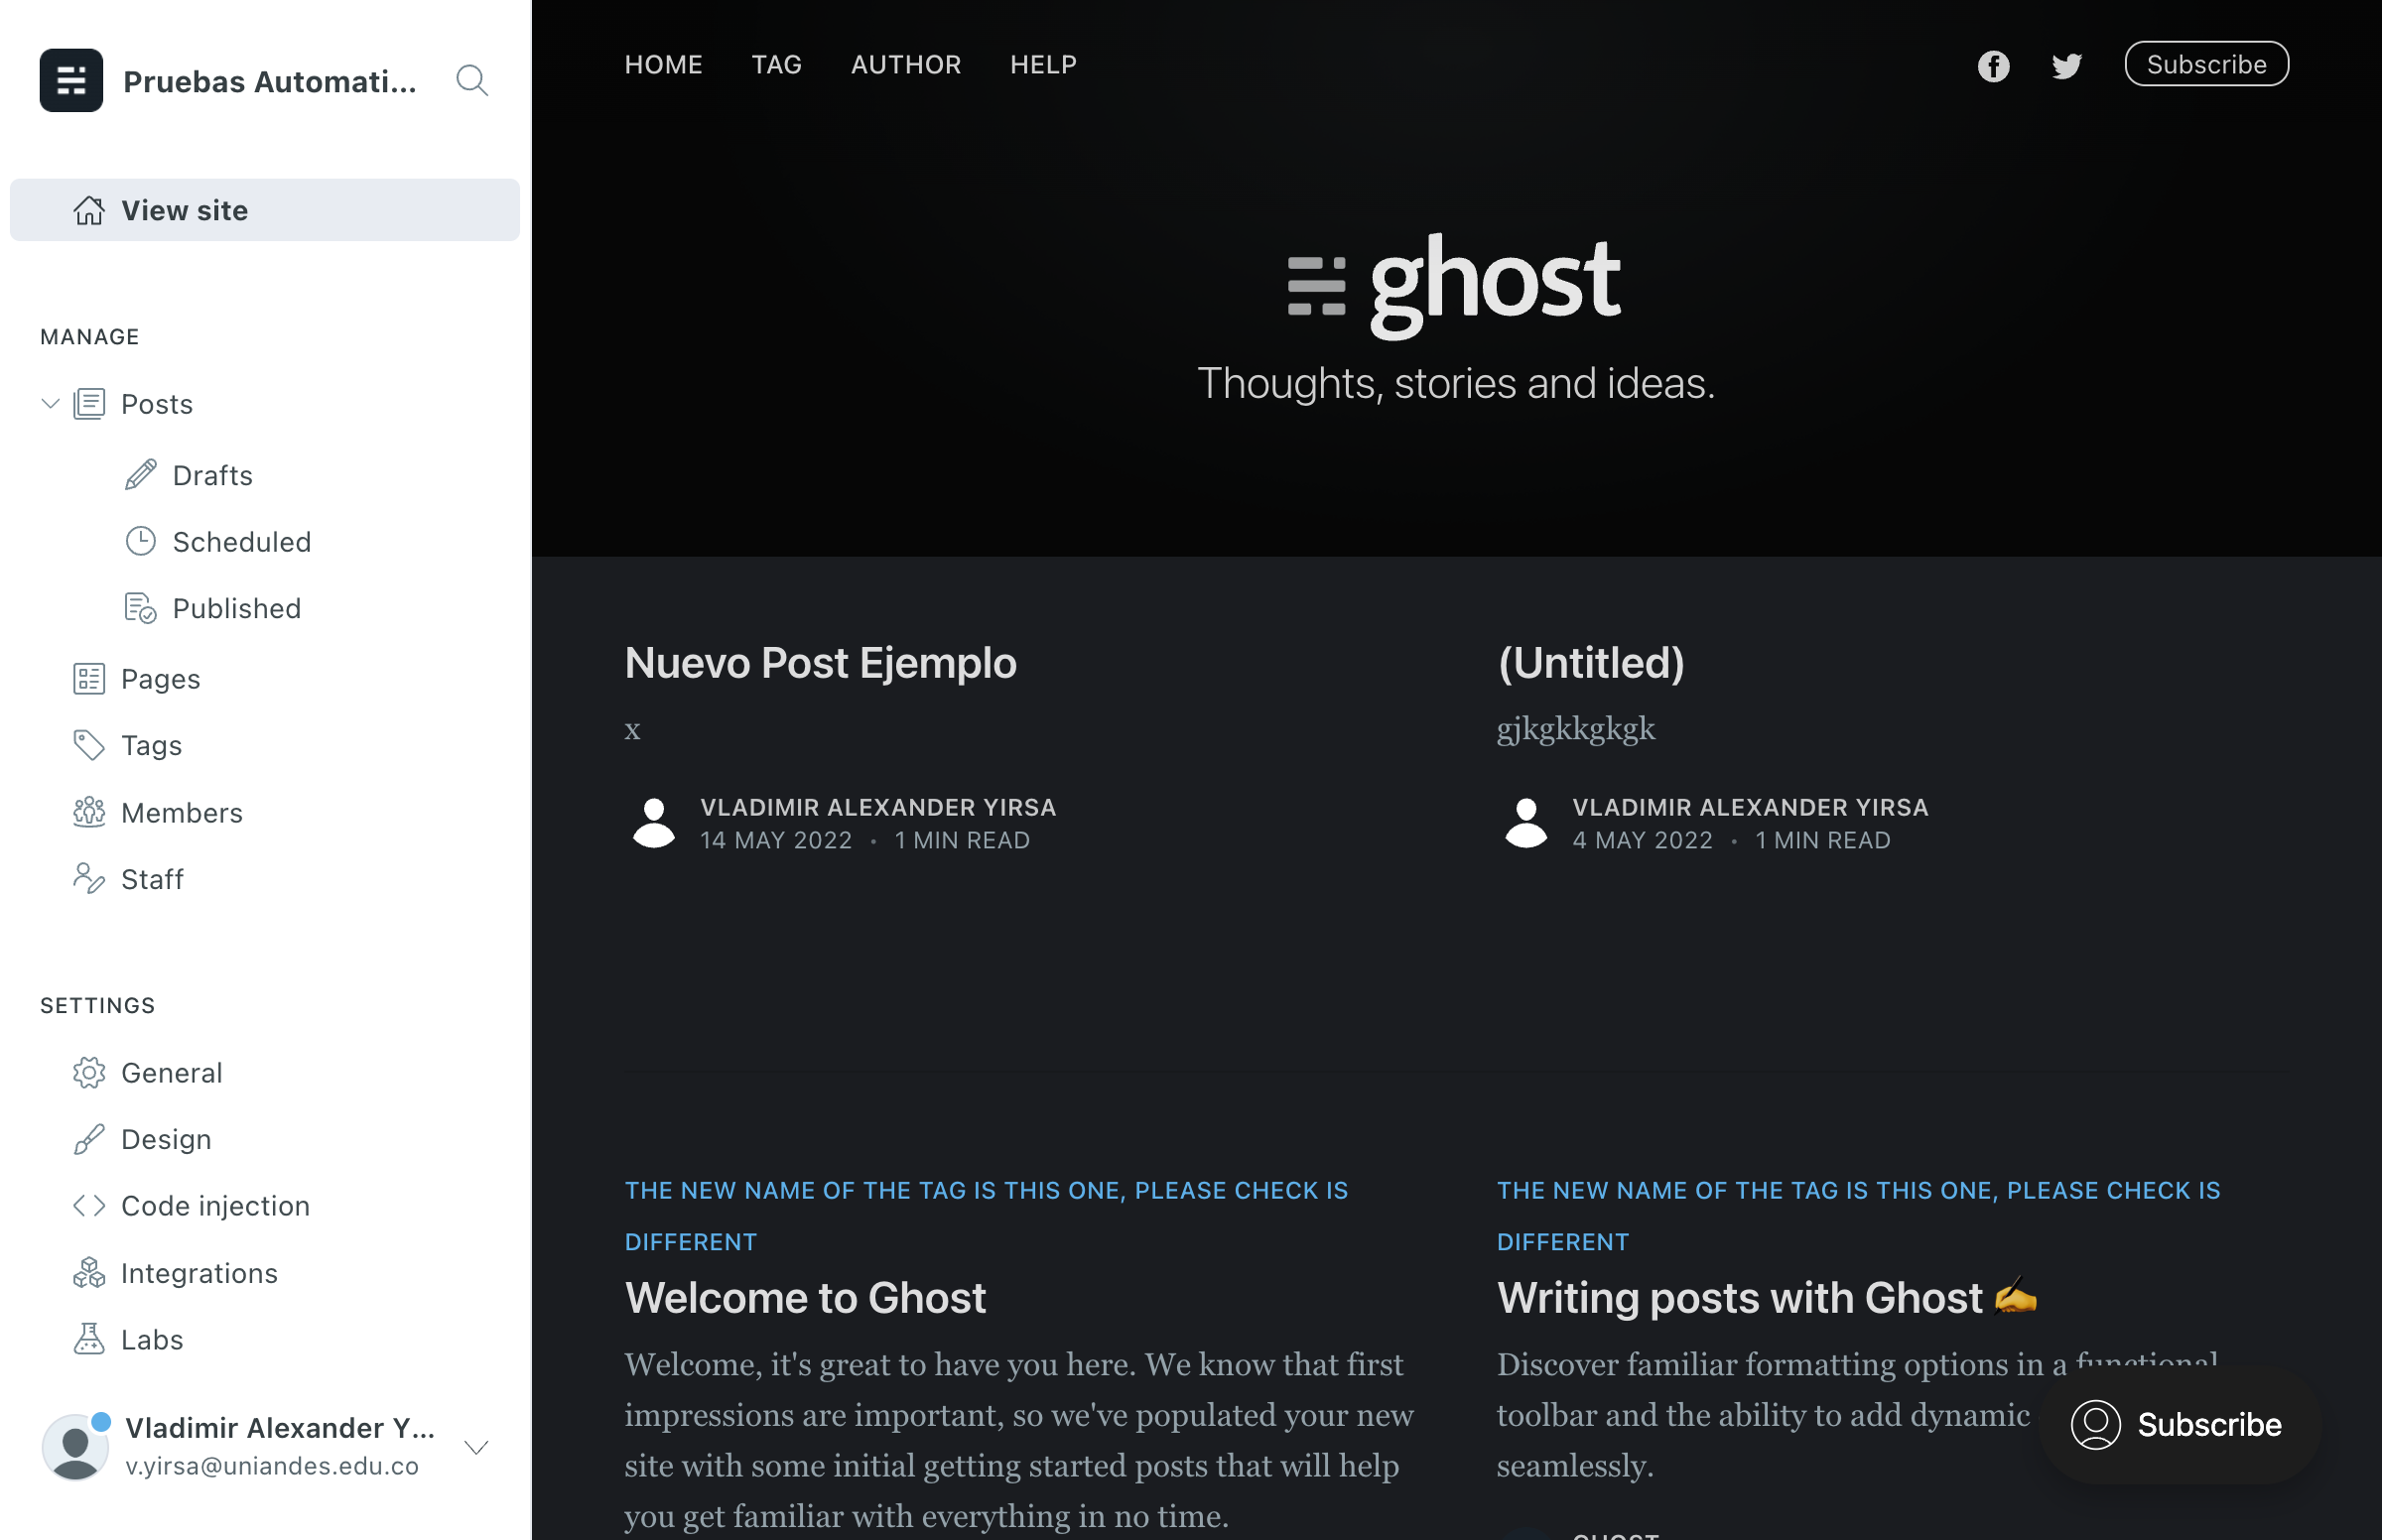 Pruebas Automati...
View site
MANAGE
Posts
Drafts
Scheduled
Published
Pages
Tags
Members
Staff
SETTINGS
General
Design
Code injection
Integrations
Labs
Vladimir Alexander Y...
v.yirsa@uniandes.edu.co
HOME TAG AUTHOR HELP
Subscribe
ghost
Thoughts, stories and ideas.
Nuevo Post Ejemplo
x
VLADIMIR ALEXANDER YIRSA
14 MAY 2022 • 1 MIN READ
(Untitled)
gjkgkkgkgk
VLADIMIR ALEXANDER YIRSA
4 MAY 2022 • 1 MIN READ
THE NEW NAME OF THE TAG IS THIS ONE, PLEASE CHECK IS
DIFFERENT
Welcome to Ghost
Welcome, it's great to have you here. We know that first
impressions are important, so we've populated your new
site with some initial getting started posts that will help
you get familiar with everything in no time.
THE NEW NAME OF THE TAG IS THIS ONE, PLEASE CHECK IS
DIFFERENT
Writing posts with Ghost ✍️
Discover familiar formatting options in a functional
toolbar and the ability to add dynamic
seamlessly.
GHOST
Subscribe